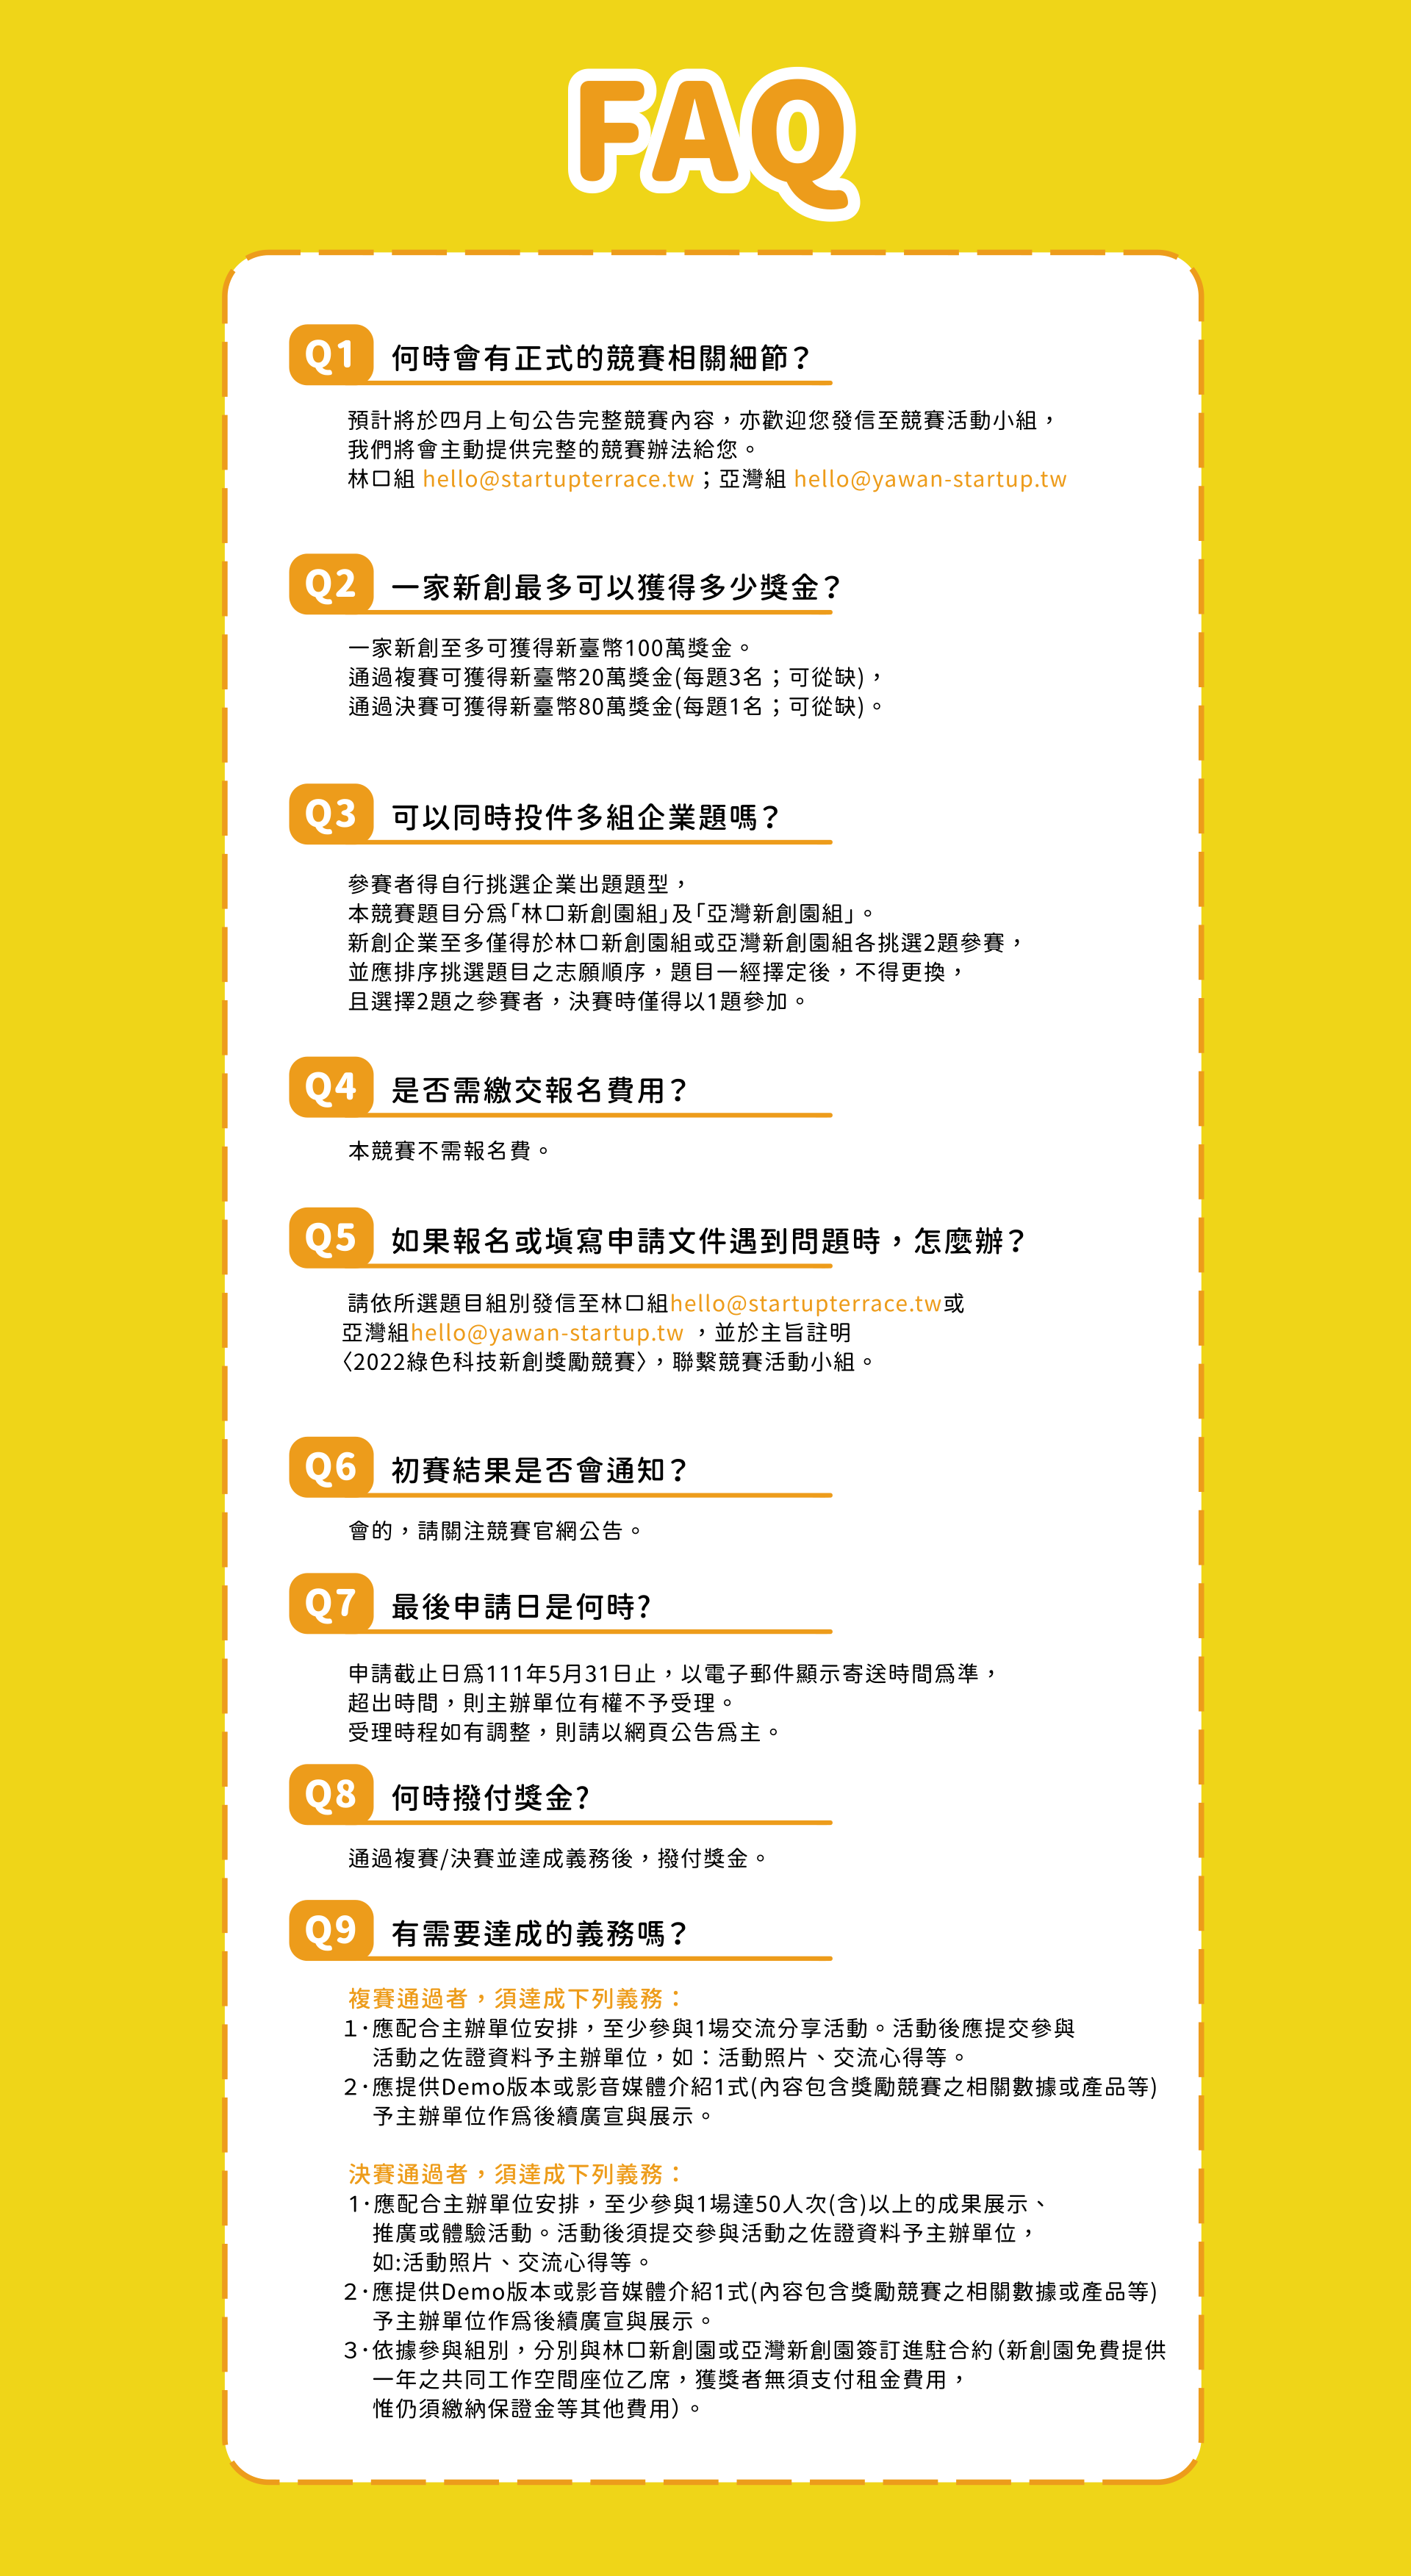 FAQ
Q1 何時會有正式的競賽相關細節？
預計將於四月上旬公告完整競賽內容，亦歡迎您發信至競賽活動小組，
我們將會主動提供完整的競賽辦法給您。
林口組 hello@startupterrace.tw；亞灣組 hello@yawan-startup.tw
Q2 一家新創最多可以獲得多少獎金？
一家新創至多可獲得新臺幣100萬獎金。
通過複賽可獲得新臺幣20萬獎金(每題3名；可從缺)，
通過決賽可獲得新臺幣80萬獎金(每題1名；可從缺)。
Q3 可以同時投件多組企業題嗎？
參賽者得自行挑選企業出題題型，
本競賽題目分為「林口新創園組」及「亞灣新創園組」。
新創企業至多僅得於林口新創園組或亞灣新創園組各挑選2題參賽，
並應排序挑選題目之志願順序，題目一經擇定後，不得更換，
且選擇2題之參賽者，決賽時僅得以1題參加。
Q4 是否需繳交報名費用？
本競賽不需報名費。
Q5 如果報名或填寫申請文件遇到問題時，怎麼辦？
請依所選題目組別發信至林口組hello@startupterrace.tw或
亞灣組hello@yawan-startup.tw ，並於主旨註明
〈2022綠色科技新創獎勵競賽〉，聯繫競賽活動小組。
Q6 初賽結果是否會通知？
會的，請關注競賽官網公告。
Q7 最後申請日是何時?
申請截止日為111年5月31日止，以電子郵件顯示寄送時間為準，
超出時間，則主辦單位有權不予受理。
受理時程如有調整，則請以網頁公告為主。
Q8 何時撥付獎金?
通過複賽/決賽並達成義務後，撥付獎金。
Q9 有需要達成的義務嗎？
複賽通過者，須達成下列義務：
1·應配合主辦單位安排，至少參與1場交流分享活動。活動後應提交參與
活動之佐證資料予主辦單位，如：活動照片、交流心得等。
2·應提供Demo版本或影音媒體介紹1式(內容包含獎勵競賽之相關數據或產品等)
予主辦單位作為後續廣宣與展示。
決賽通過者，須達成下列義務：
1·應配合主辦單位安排，至少參與1場達50人次(含)以上的成果展示、
推廣或體驗活動。活動後須提交參與活動之佐證資料予主辦單位，
如:活動照片、交流心得等。
2·應提供Demo版本或影音媒體介紹1式(內容包含獎勵競賽之相關數據或產品等)
予主辦單位作為後續廣宣與展示。
3·依據參與組別，分別與林口新創園或亞灣新創園簽訂進駐合約（新創園免費提供
一年之共同工作空間座位乙席，獲獎者無須支付租金費用，
惟仍須繳納保證金等其他費用）。